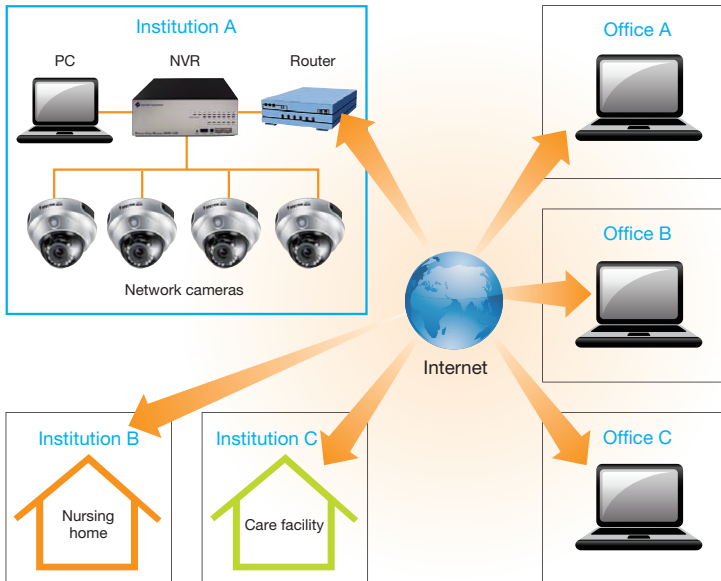 Institution A
PC
NVR
Router
Network cameras
Office A
Office B
Internet
Institution B
Nursing
home
Institution C
Care facility
Office C